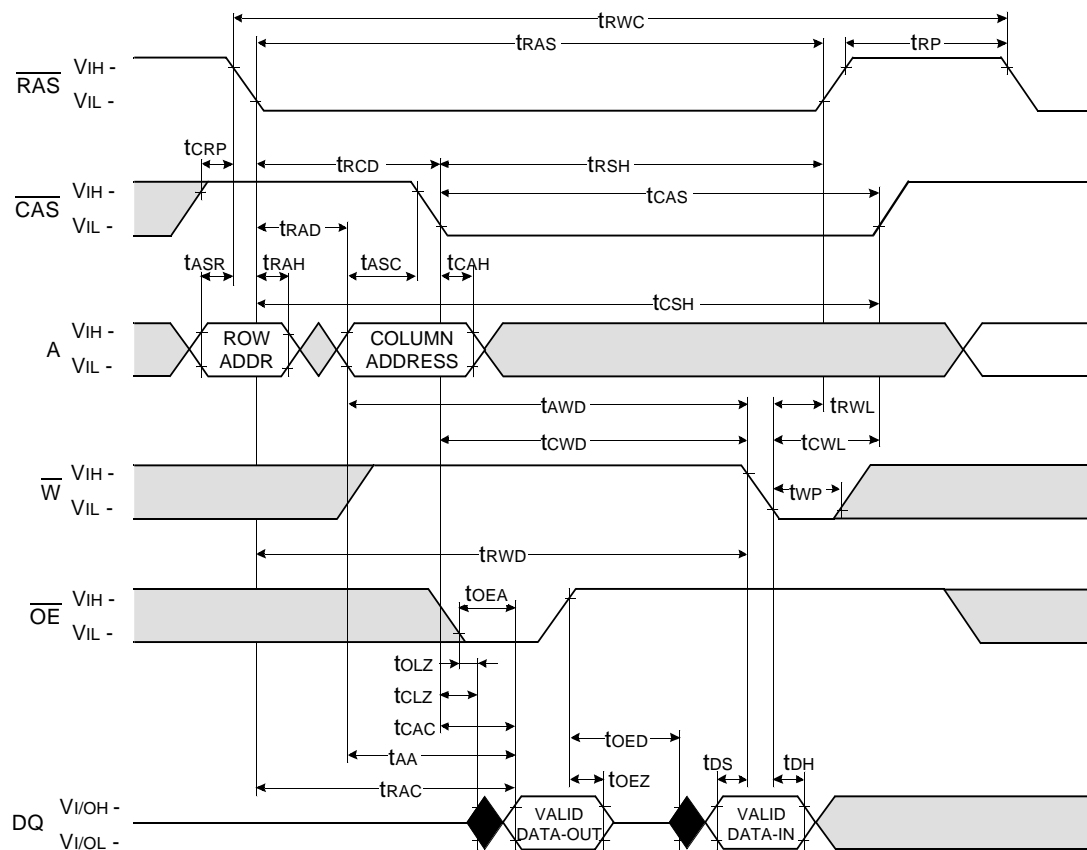 tRWC
tRAS
tRP
RAS
VIH -
VIL -
tCRP
tRCD
tRSH
CAS
VIH -
VIL -
tCAS
tRAD
tASR
tRAH
tASC
tCAH
tCSH
A
VIH -
VIL -
ROW
ADDR
COLUMN
ADDRESS
tAWD
tRWL
tCWD
tCWL
W
VIH -
VIL -
tWP
tRWD
OE
VIH -
VIL -
tOEA
tOLZ
tCLZ
tCAC
tOED
tAA
tOEZ
tDS
tDH
tRAC
DQ
VI/OH -
VI/OL -
VALID
DATA-OUT
VALID
DATA-IN